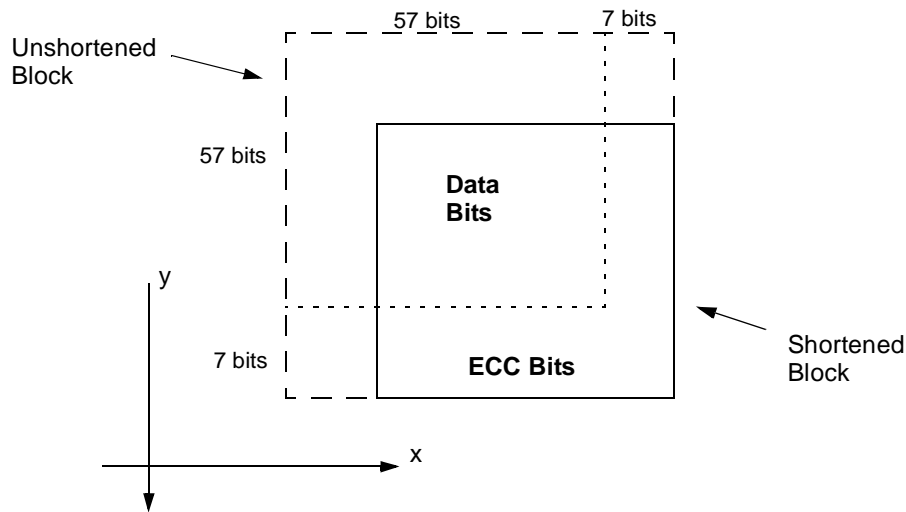 57 bits
7 bits
Unshortened
Block
57 bits
Data
Bits
y
7 bits
ECC Bits
Shortened
Block
x